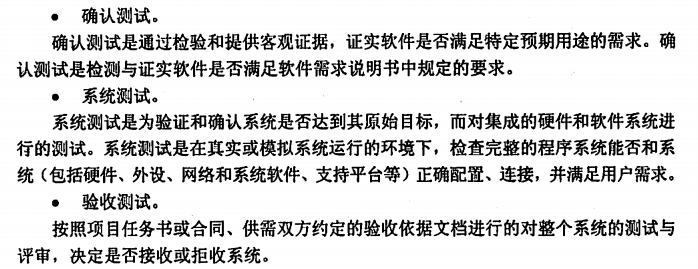 ● 确认测试。
确认测试是通过检验和提供客观证据，证实软件是否满足特定预期用途的需求。确
认测试是检测与证实软件是否满足软件需求说明书中规定的要求。
● 系统测试。
系统测试是为验证和确认系统是否达到其原始目标，而对集成的硬件和软件系统进
行的测试。系统测试是在真实或模拟系统运行的环境下，检查完整的程序系统能否和系
统（包括硬件、外设、网络和系统软件、支持平台等）正确配置、连接，并满足用户需求。
● 验收测试。
按照项目任务书或合同、供需双方约定的验收依据文档进行的对整个系统的测试与
评审，决定是否接收或拒收系统。